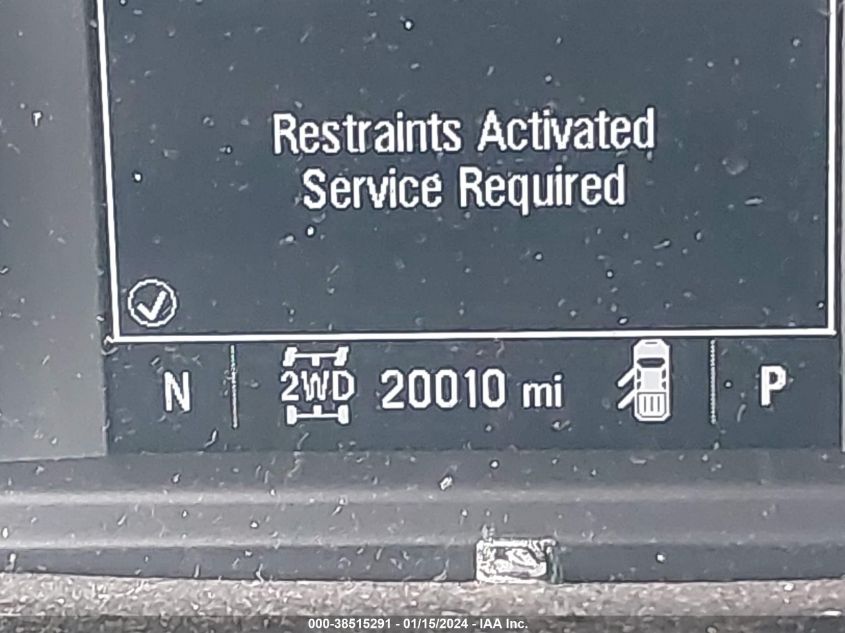 Restraints Activated
Service Required
N 2WD 20010 mi P
000-38515291 - 01/15/2024 - IAA Inc.